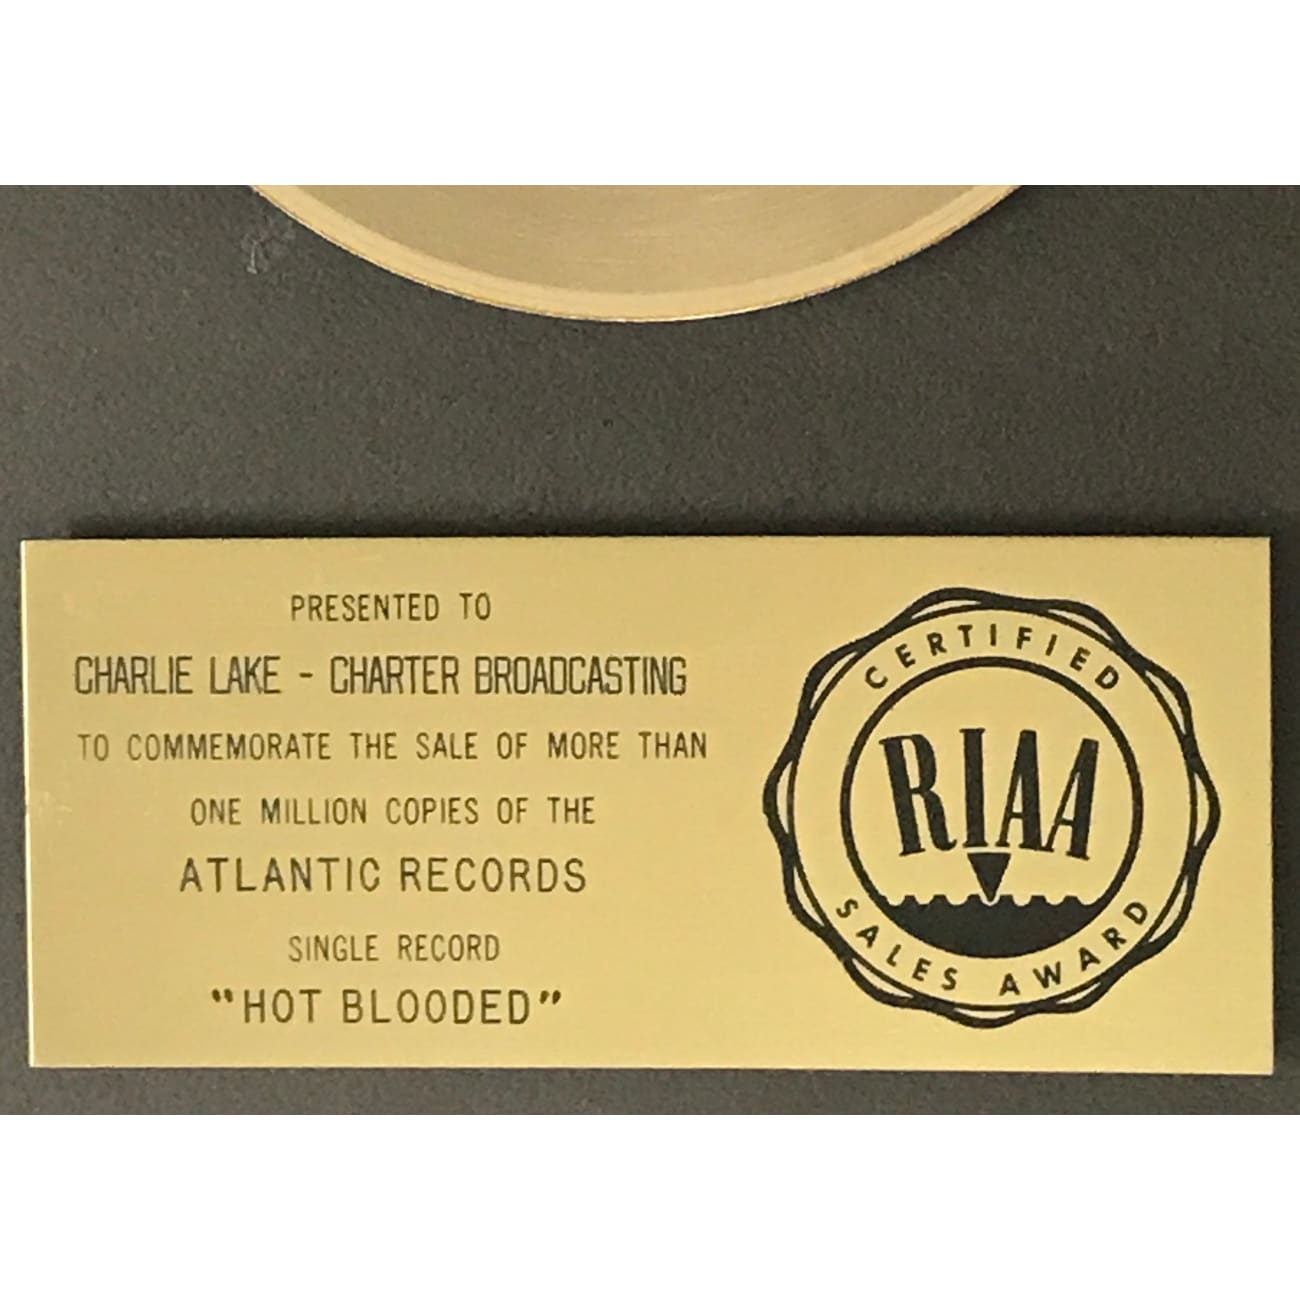 PRESENTED TO
CHARLIE LAKE - CHARTER BROADCASTING
TO COMMEMORATE THE SALE OF MORE THAN
ONE MILLION COPIES OF THE
ATLANTIC RECORDS
SINGLE RECORD
"HOT BLOODED"
CERTIFIED
RIAA
SALES AWARD